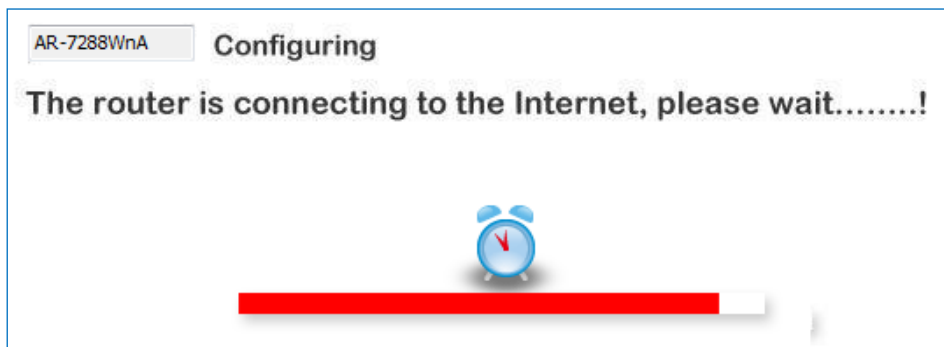 AR-7288WnA Configuring
The router is connecting to the Internet, please wait........!